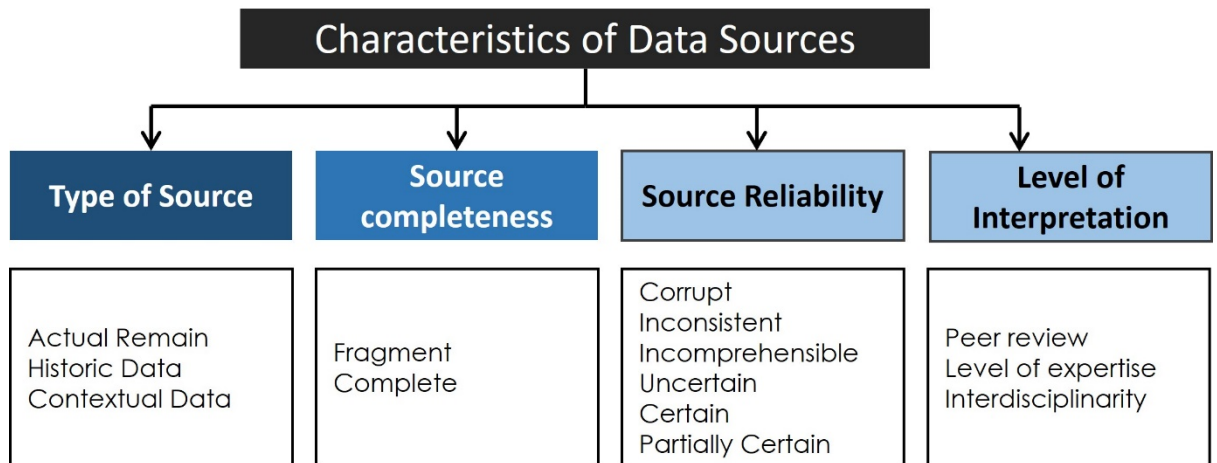 Characteristics of Data Sources
Type of Source
Source
completeness
Source Reliability
Level of
Interpretation
Actual Remain
Historic Data
Contextual Data
Fragment
Complete
Corrupt
Inconsistent
Incomprehensible
Uncertain
Certain
Partially Certain
Peer review
Level of expertise
Interdisciplinarity